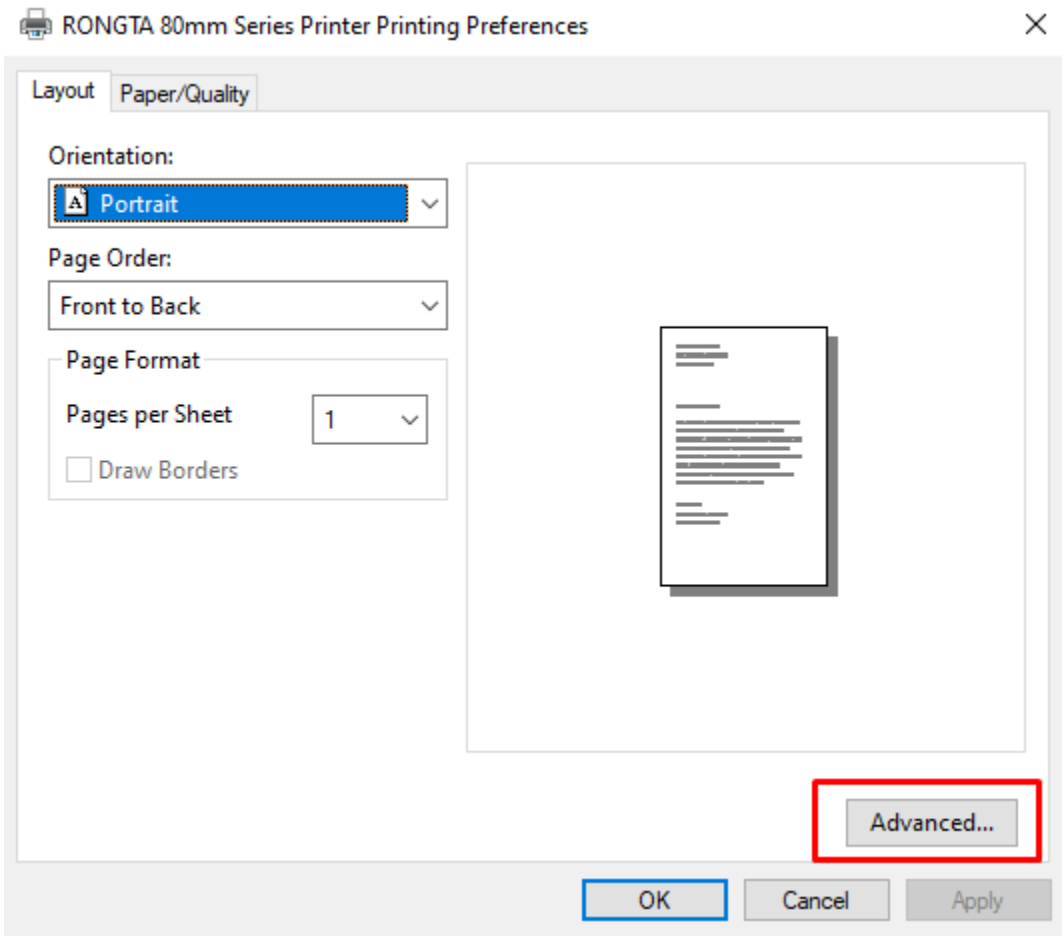 RONGTA 80mm Series Printer Printing Preferences
Layout Paper/Quality
Orientation:
A Portrait
Page Order:
Front to Back
Page Format
Pages per Sheet 1
Draw Borders
Advanced...
OK Cancel Apply